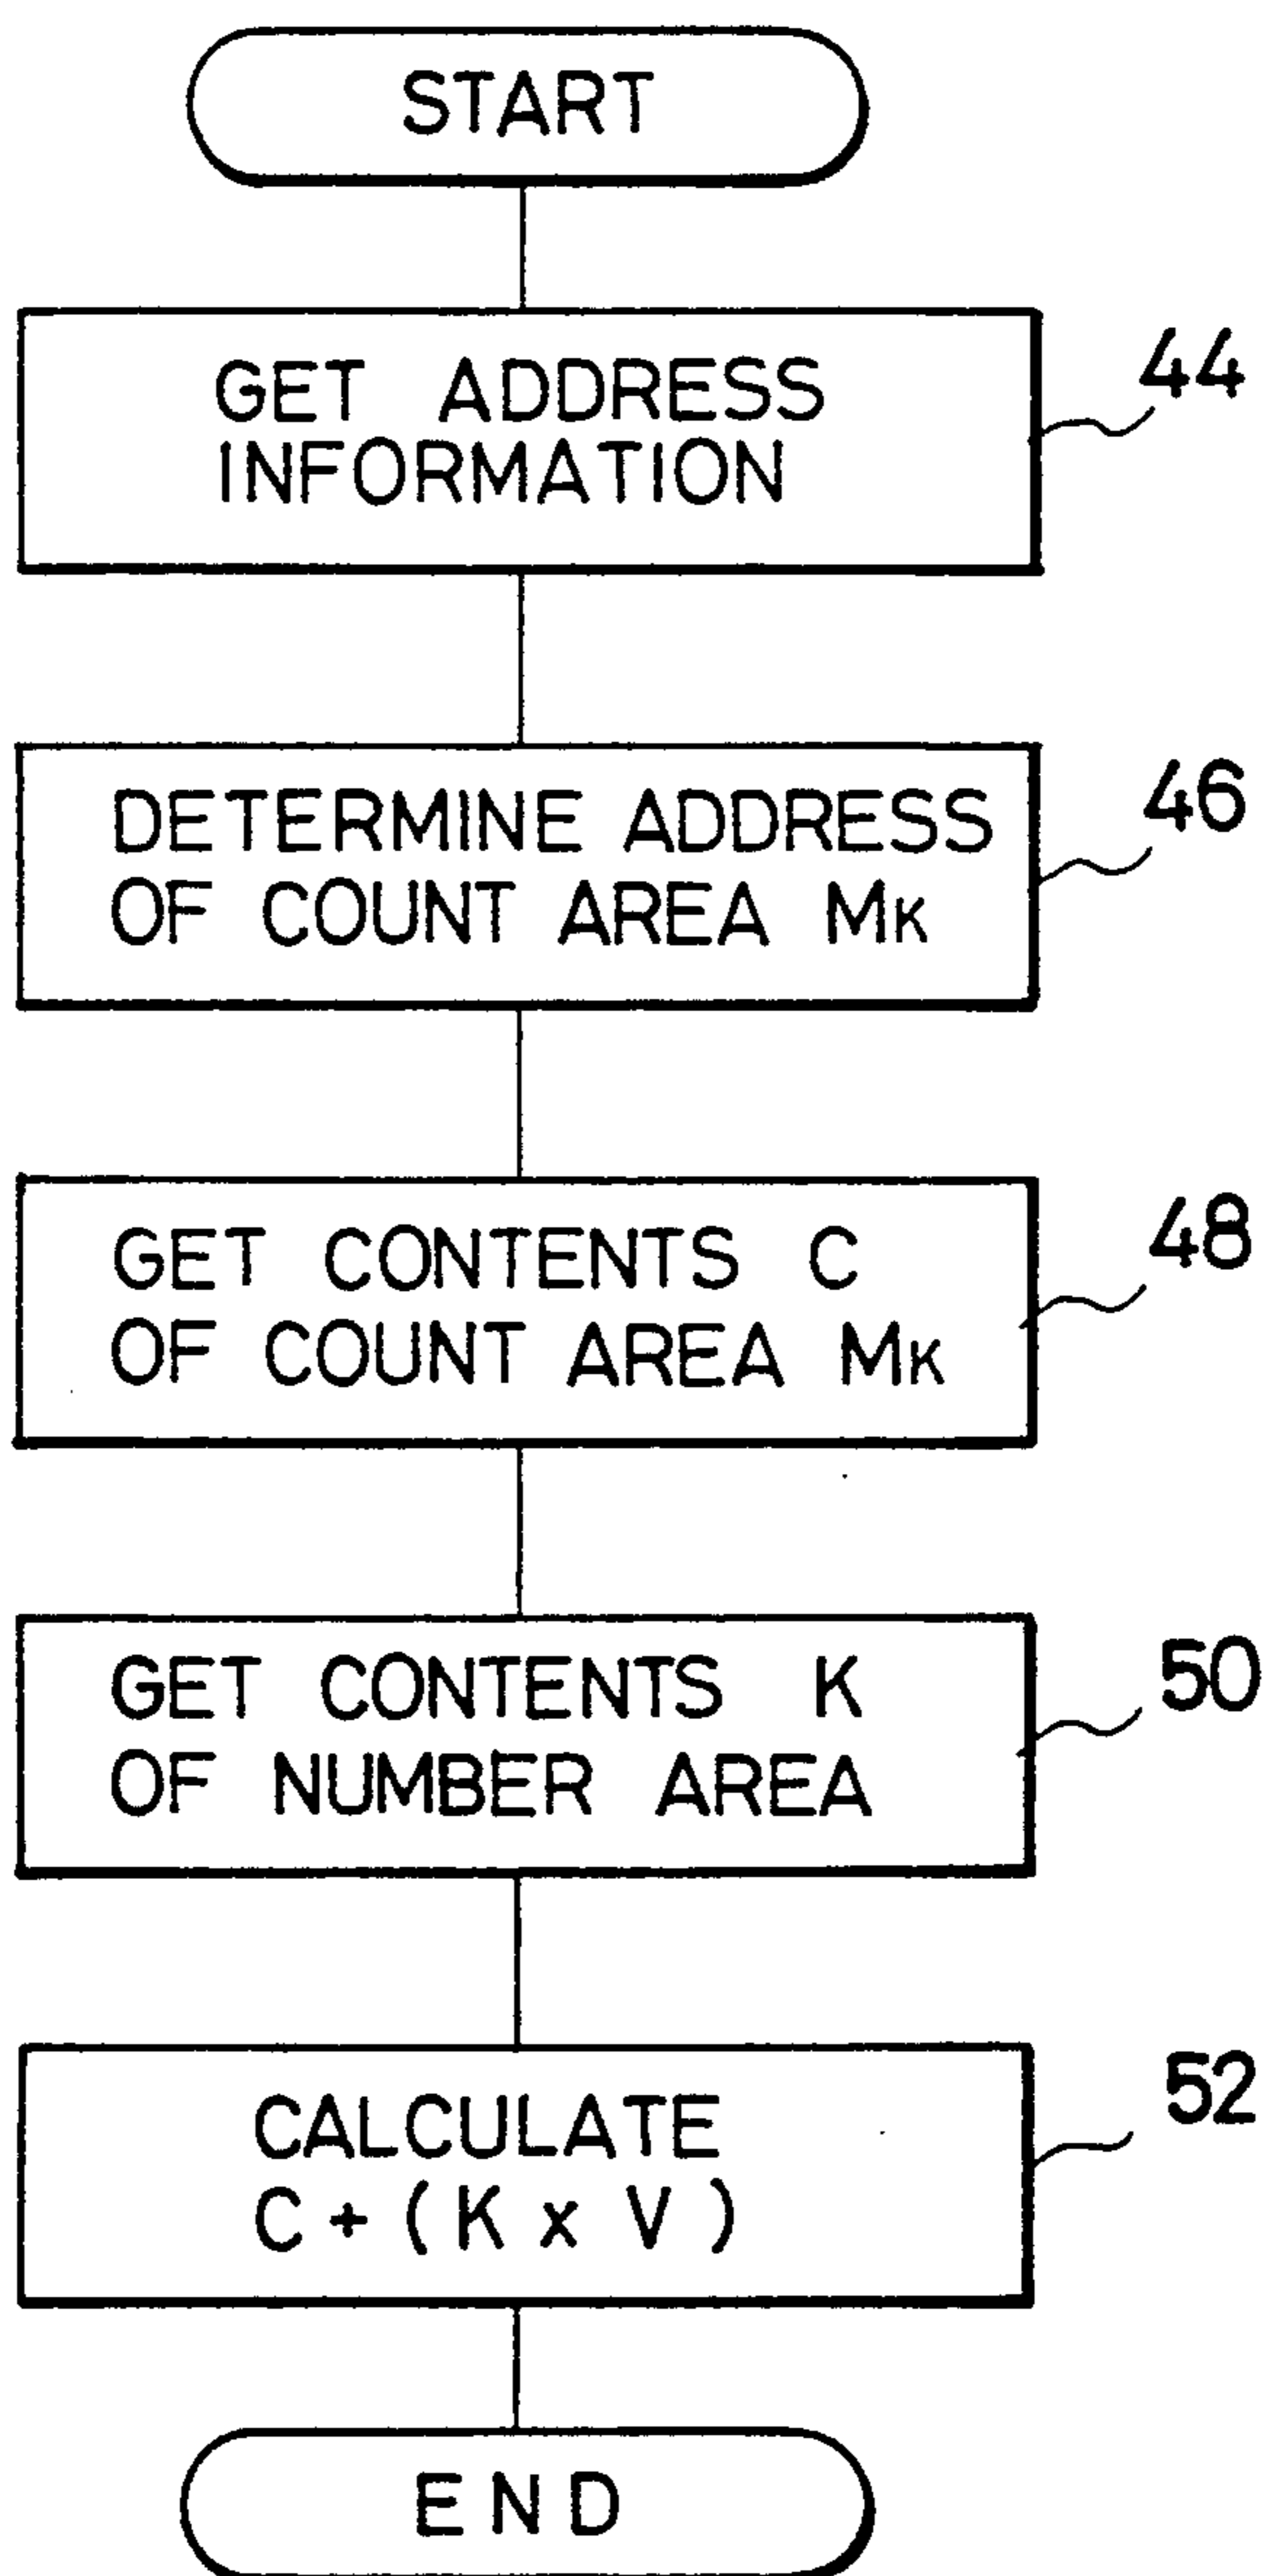 START
GET ADDRESS
INFORMATION
44
DETERMINE ADDRESS
OF COUNT AREA MK
46
GET CONTENTS C
OF COUNT AREA MK
48
GET CONTENTS K
OF NUMBER AREA
50
CALCULATE
C + ( K x V )
52
END